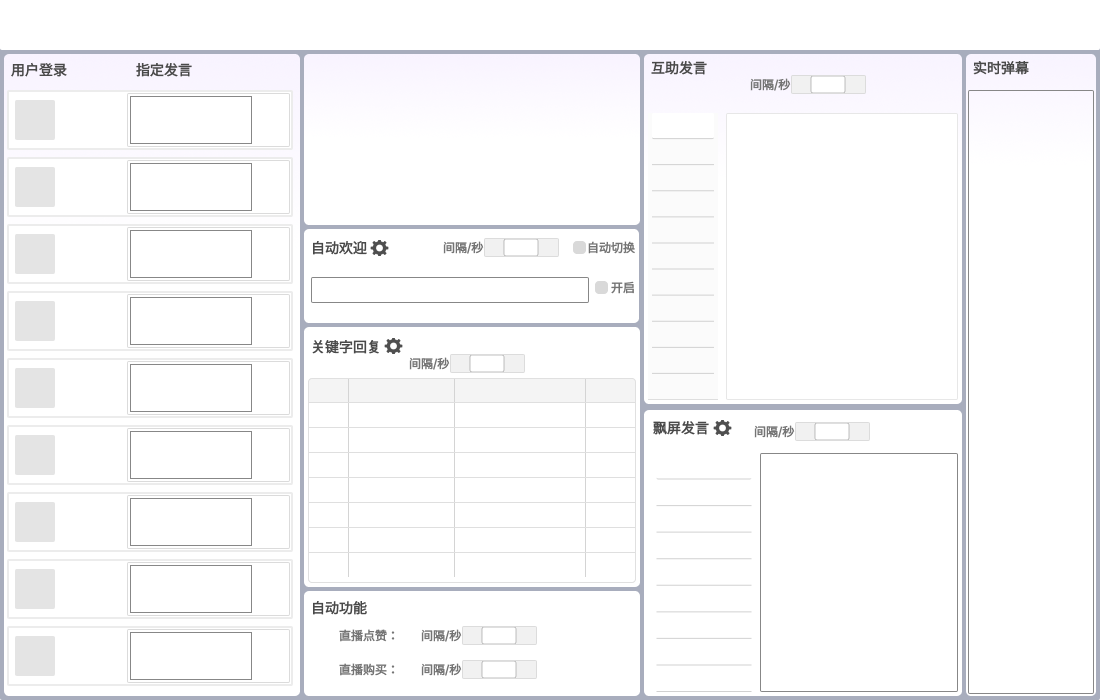 用户登录
指定发言
自动欢迎
间隔/秒
自动切换
开启
关键字回复
间隔/秒
自动功能
直播点赞：
间隔/秒
直播购买：
间隔/秒
互助发言
间隔/秒
飘屏发言
间隔/秒
实时弹幕